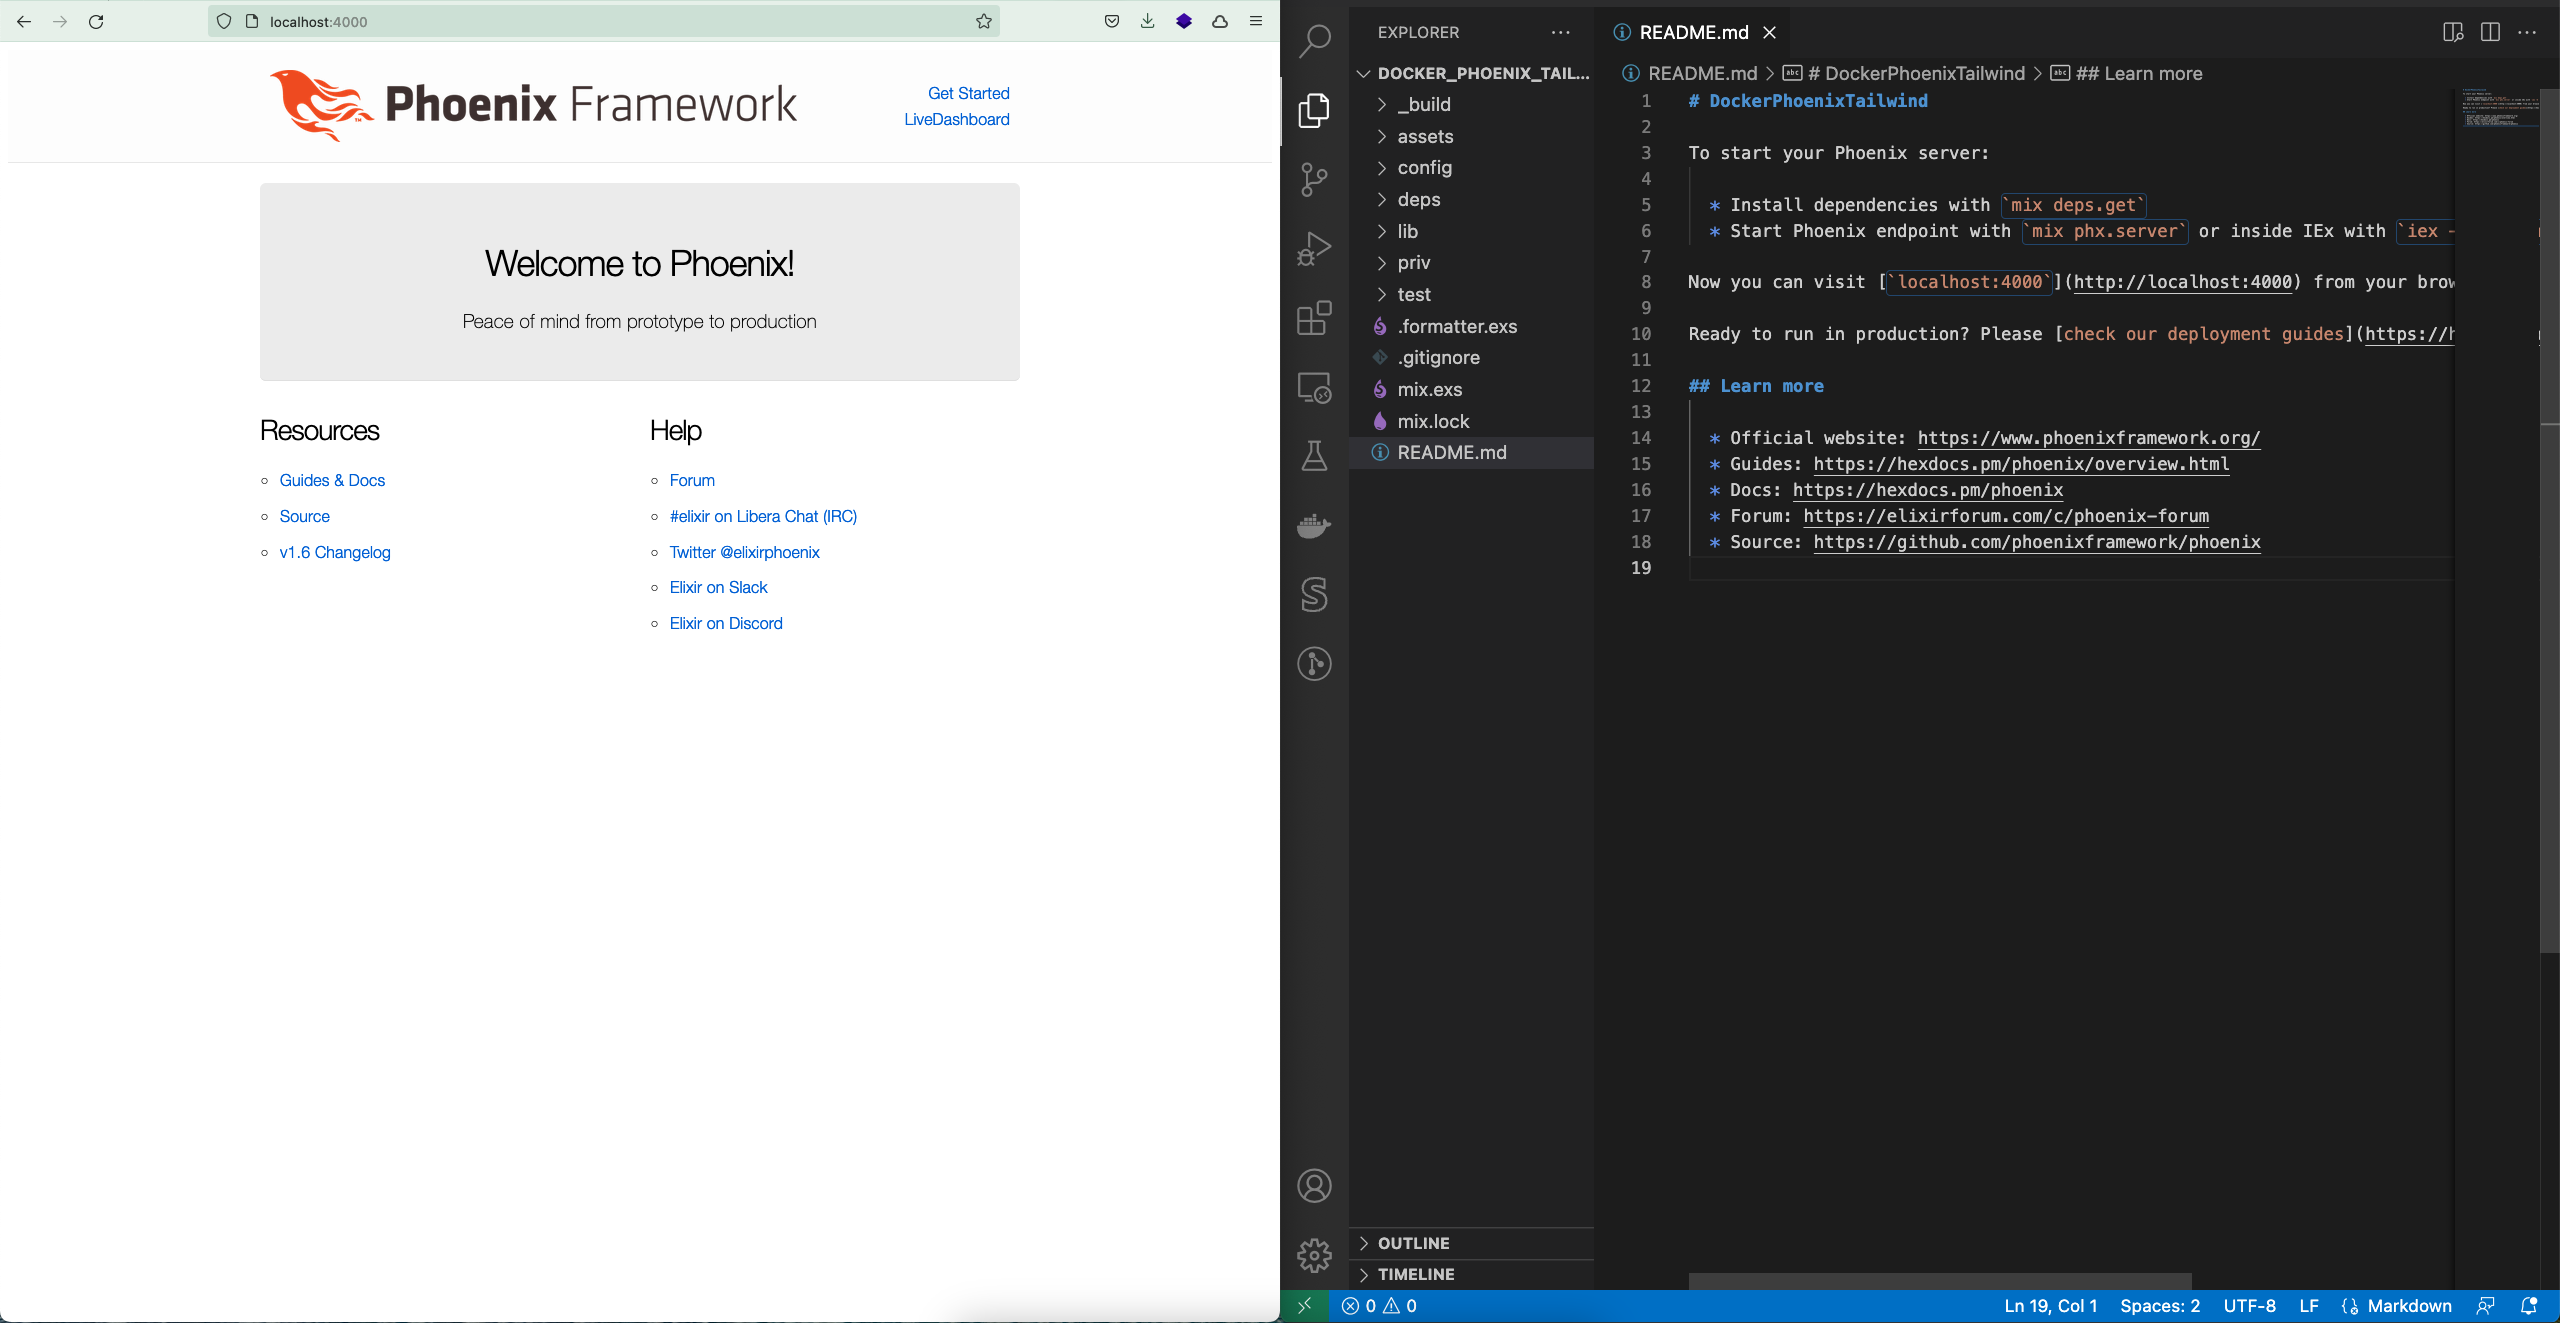 localhost:4000
Phoenix Framework
Get Started
LiveDashboard
Welcome to Phoenix!
Peace of mind from prototype to production
Resources
Guides & Docs
Source
v1.6 Changelog
Help
Forum
#elixir on Libera Chat (IRC)
Twitter @elixirphoenix
Elixir on Slack
Elixir on Discord
EXPLORER
DOCKER_PHOENIX_TAIL...
_build
assets
config
deps
lib
priv
test
.formatter.exs
.gitignore
mix.exs
mix.lock
README.md
OUTLINE
TIMELINE
README.md
README.md > # DockerPhoenixTailwind > ## Learn more
1 # DockerPhoenixTailwind
2
3 To start your Phoenix server:
4
5 * Install dependencies with `mix deps.get`
6 * Start Phoenix endpoint with `mix phx.server` or inside IEx with `iex -
7
8 Now you can visit [`localhost:4000`](http://localhost:4000) from your brow
9
10 Ready to run in production? Please [check our deployment guides](https://h
11
12 ## Learn more
13
14 * Official website: https://www.phoenixframework.org/
15 * Guides: https://hexdocs.pm/phoenix/overview.html
16 * Docs: https://hexdocs.pm/phoenix
17 * Forum: https://elixirforum.com/c/phoenix-forum
18 * Source: https://github.com/phoenixframework/phoenix
19
0 0 Ln 19, Col 1 Spaces: 2 UTF-8 LF Markdown